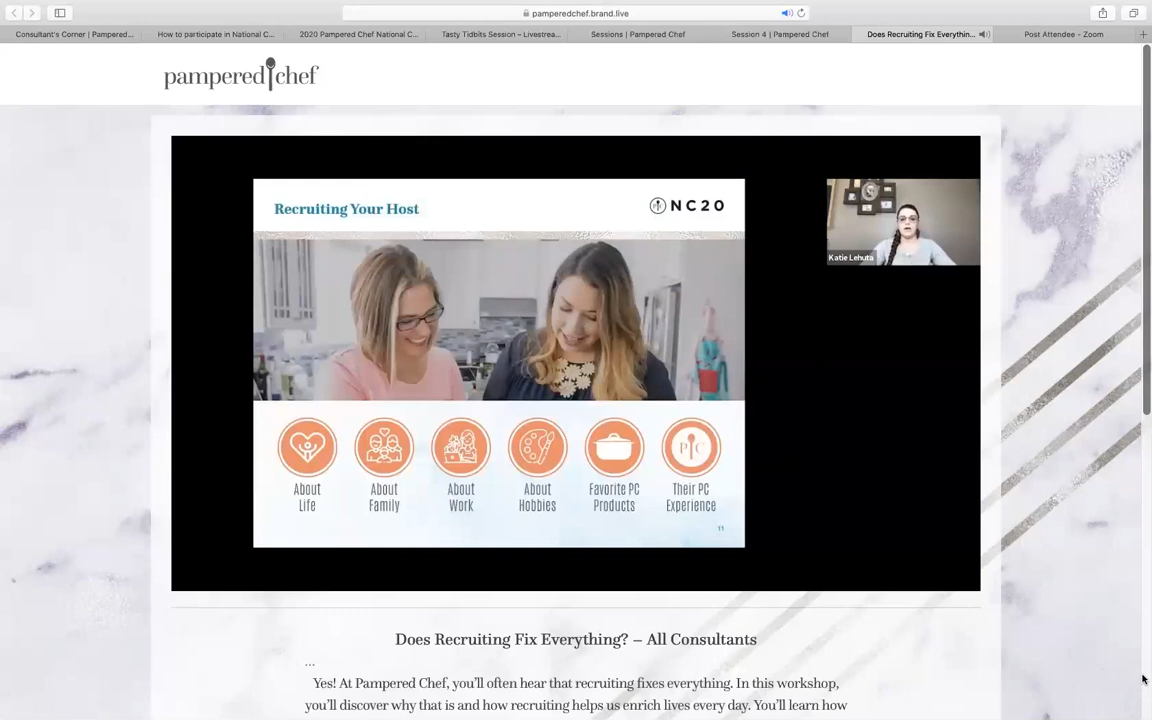 pamperedchef.brand.live
Consultant's Corner | Pampered...
How to participate in National C...
2020 Pampered Chef National C...
Tasty Tidbits Session – Livestrea...
Sessions | Pampered Chef
Session 4 | Pampered Chef
Does Recruiting Fix Everythin...
Post Attendee - Zoom
pampered chef
Recruiting Your Host
NC20
Katie Lehuta
About
Life
About
Family
About
Work
About
Hobbies
Favorite PC
Products
P C
Their PC
Experience
11
Does Recruiting Fix Everything? – All Consultants
...
Yes! At Pampered Chef, you'll often hear that recruiting fixes everything. In this workshop,
you'll discover why that is and how recruiting helps us enrich lives every day. You'll learn how